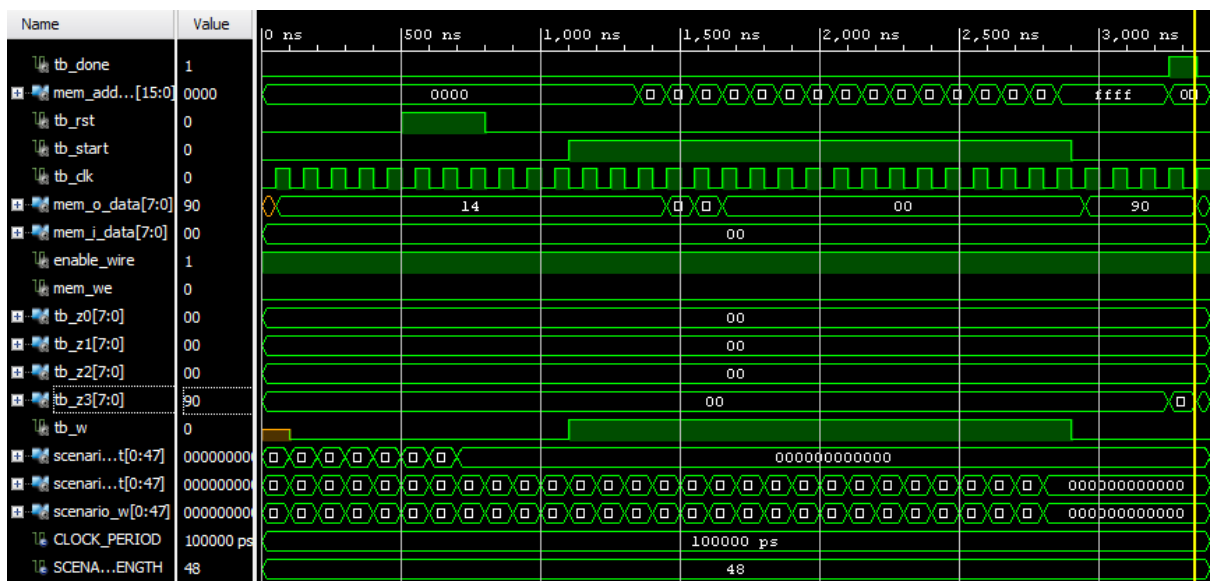 Name Value 0 ns 500 ns 1,000 ns 1,500 ns 2,000 ns 2,500 ns 3,000 ns
tb_done 1
mem_add...[15:0] 0000 0000 ffff 00
tb_rst 0
tb_start 0
tb_clk 0
mem_o_data[7:0] 90 14 00 90
mem_i_data[7:0] 00 00
enable_wire 1
mem_we 0
tb_z0[7:0] 00 00
tb_z1[7:0] 00 00
tb_z2[7:0] 00 00
tb_z3[7:0] 90 00
tb_w 0
scenari...t[0:47] 000000000 000000000000
scenari...t[0:47] 000000000 000000000000
scenario_w[0:47] 000000000 000000000000
CLOCK_PERIOD 100000 ps 100000 ps
SCENA...ENGTH 48 48